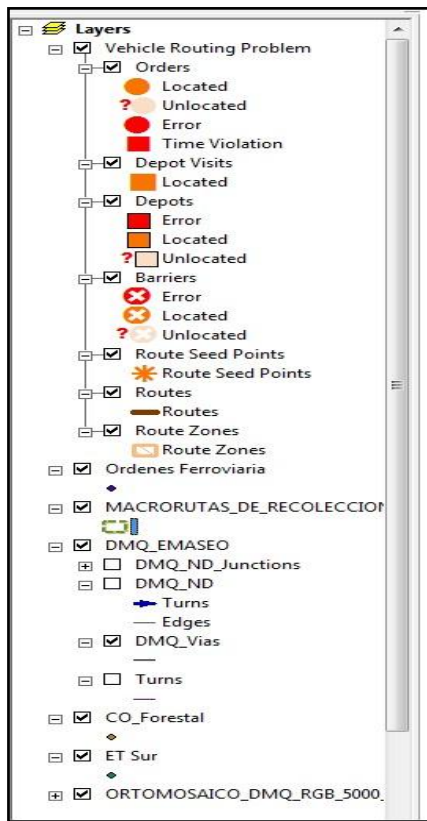 Layers
Vehicle Routing Problem
Orders
Located
? Unlocated
Error
Time Violation
Depot Visits
Located
Depots
Error
Located
? Unlocated
Barriers
Error
Located
? Unlocated
Route Seed Points
Route Seed Points
Routes
Routes
Route Zones
Route Zones
Ordenes Ferroviaria
MACRORUTAS_DE_RECOLECCION
DMQ_EMASEO
DMQ_ND_Junctions
DMQ_ND
Turns
Edges
DMQ_Vias
Turns
CO_Forestal
ET Sur
ORTOMOSAICO_DMQ_RGB_5000_